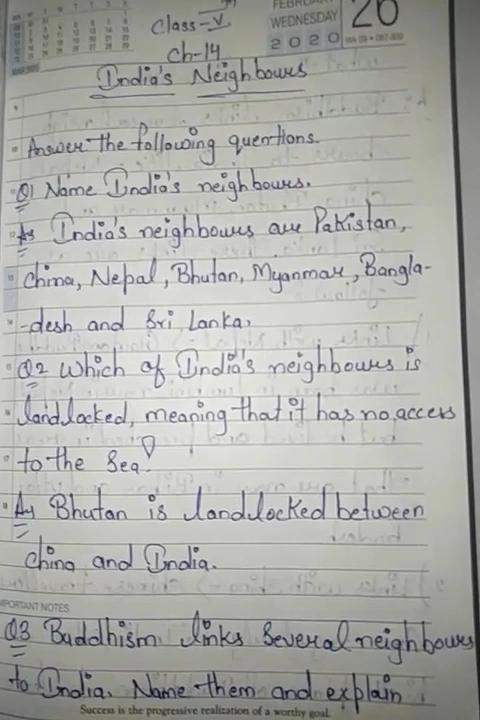 FEBRUARY
WEDNESDAY 26
2020
Class-V
Ch-14
India's Neighbours
Answer the following questions.
Q1 Name India's neighbours.
As India's neighbours are Pakistan,
China, Nepal, Bhutan, Myanmar, Bangla-
-desh and Sri Lanka.
Q2 Which of India's neighbours is
landlocked, meaning that it has no access
to the Sea?
As Bhutan is landlocked between
China and India.
IMPORTANT NOTES
Q3 Buddhism links Several neighbours
to India. Name them and explain.
Success is the progressive realization of a worthy goal.